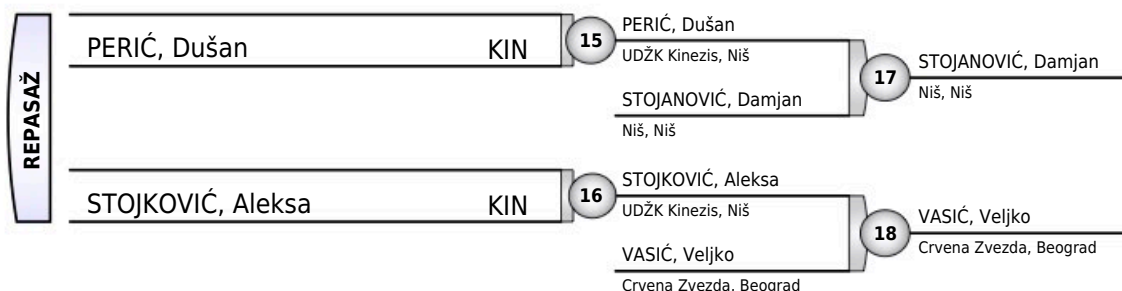 REPASAŽ
PERIĆ, Dušan KIN
15
PERIĆ, Dušan
UDŽK Kinezis, Niš
STOJANOVIĆ, Damjan
Niš, Niš
17
STOJANOVIĆ, Damjan
Niš, Niš
STOJKOVIĆ, Aleksa KIN
16
STOJKOVIĆ, Aleksa
UDŽK Kinezis, Niš
VASIĆ, Veljko
Crvena Zvezda, Beograd
18
VASIĆ, Veljko
Crvena Zvezda, Beograd